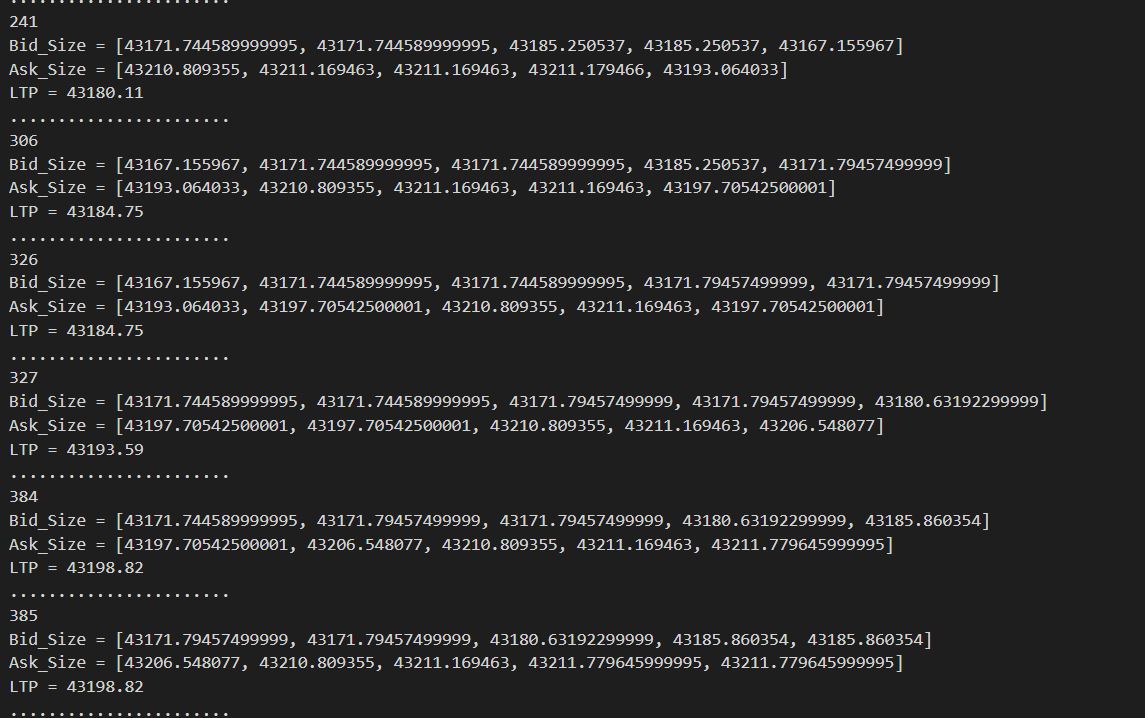 .......................
241
Bid_Size = [43171.744589999995, 43171.744589999995, 43185.250537, 43185.250537, 43167.155967]
Ask_Size = [43210.809355, 43211.169463, 43211.169463, 43211.179466, 43193.064033]
LTP = 43180.11
.......................
306
Bid_Size = [43167.155967, 43171.744589999995, 43171.744589999995, 43185.250537, 43171.79457499999]
Ask_Size = [43193.064033, 43210.809355, 43211.169463, 43211.169463, 43197.70542500001]
LTP = 43184.75
.......................
326
Bid_Size = [43167.155967, 43171.744589999995, 43171.744589999995, 43171.79457499999, 43171.79457499999]
Ask_Size = [43193.064033, 43197.70542500001, 43210.809355, 43211.169463, 43197.70542500001]
LTP = 43184.75
.......................
327
Bid_Size = [43171.744589999995, 43171.744589999995, 43171.79457499999, 43171.79457499999, 43180.63192299999]
Ask_Size = [43197.70542500001, 43197.70542500001, 43210.809355, 43211.169463, 43206.548077]
LTP = 43193.59
.......................
384
Bid_Size = [43171.744589999995, 43171.79457499999, 43171.79457499999, 43180.63192299999, 43185.860354]
Ask_Size = [43197.70542500001, 43206.548077, 43210.809355, 43211.169463, 43211.779645999995]
LTP = 43198.82
.......................
385
Bid_Size = [43171.79457499999, 43171.79457499999, 43180.63192299999, 43185.860354, 43185.860354]
Ask_Size = [43206.548077, 43210.809355, 43211.169463, 43211.779645999995, 43211.779645999995]
LTP = 43198.82
.......................